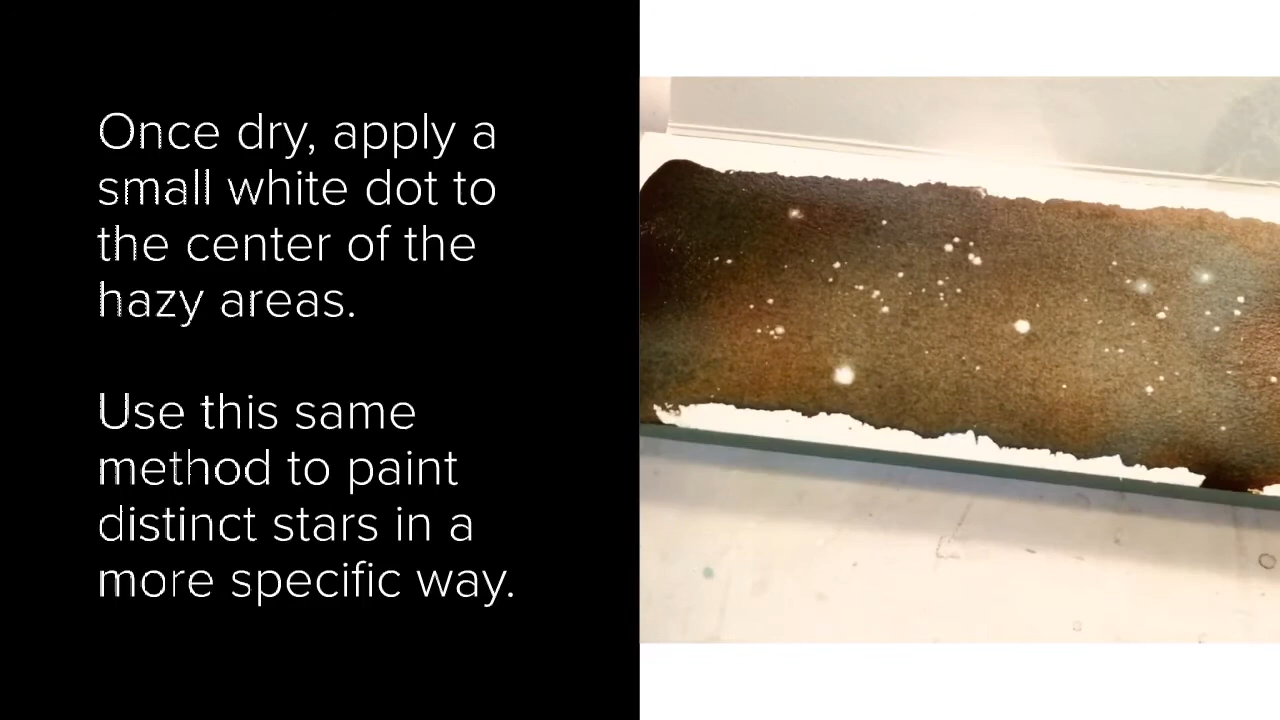 Once dry, apply a
small white dot to
the center of the
hazy areas.
Use this same
method to paint
distinct stars in a
more specific way.